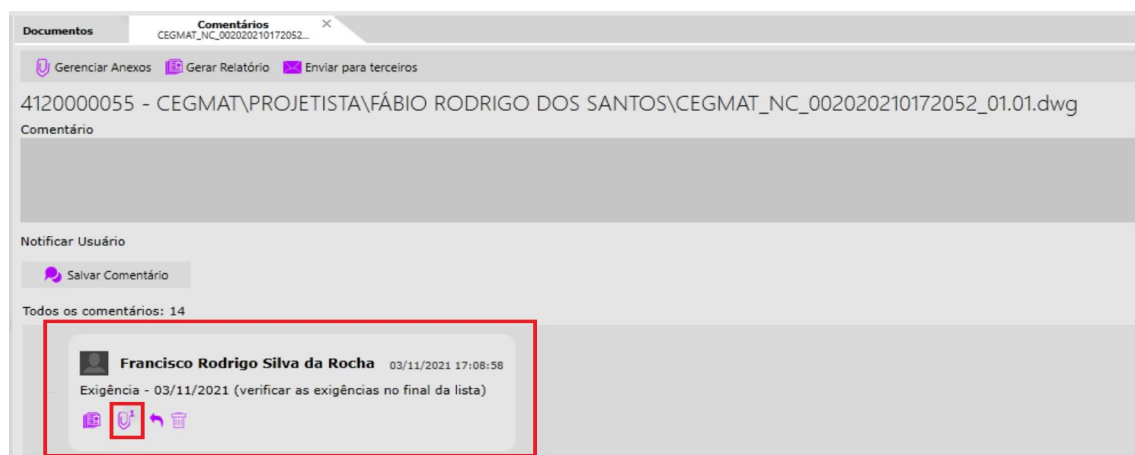 Documentos
Comentários
CEGMAT_NC_002020210172052...
Gerenciar Anexos Gerar Relatório Enviar para terceiros
4120000055 - CEGMAT\PROJETISTA\FÁBIO RODRIGO DOS SANTOS\CEGMAT_NC_002020210172052_01.01.dwg
Comentário
Notificar Usuário
Salvar Comentário
Todos os comentários: 14
Francisco Rodrigo Silva da Rocha 03/11/2021 17:08:58
Exigência - 03/11/2021 (verificar as exigências no final da lista)
1